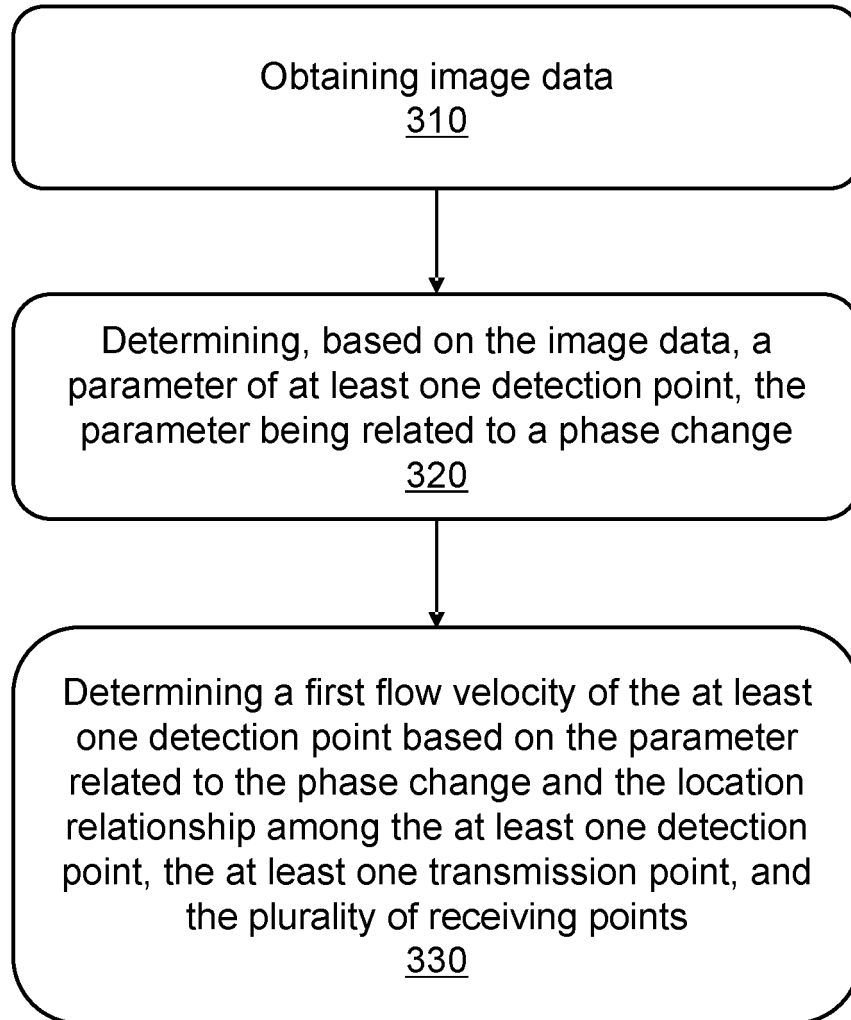 Obtaining image data
310
Determining, based on the image data, a
parameter of at least one detection point, the
parameter being related to a phase change
320
Determining a first flow velocity of the at least
one detection point based on the parameter
related to the phase change and the location
relationship among the at least one detection
point, the at least one transmission point, and
the plurality of receiving points
330